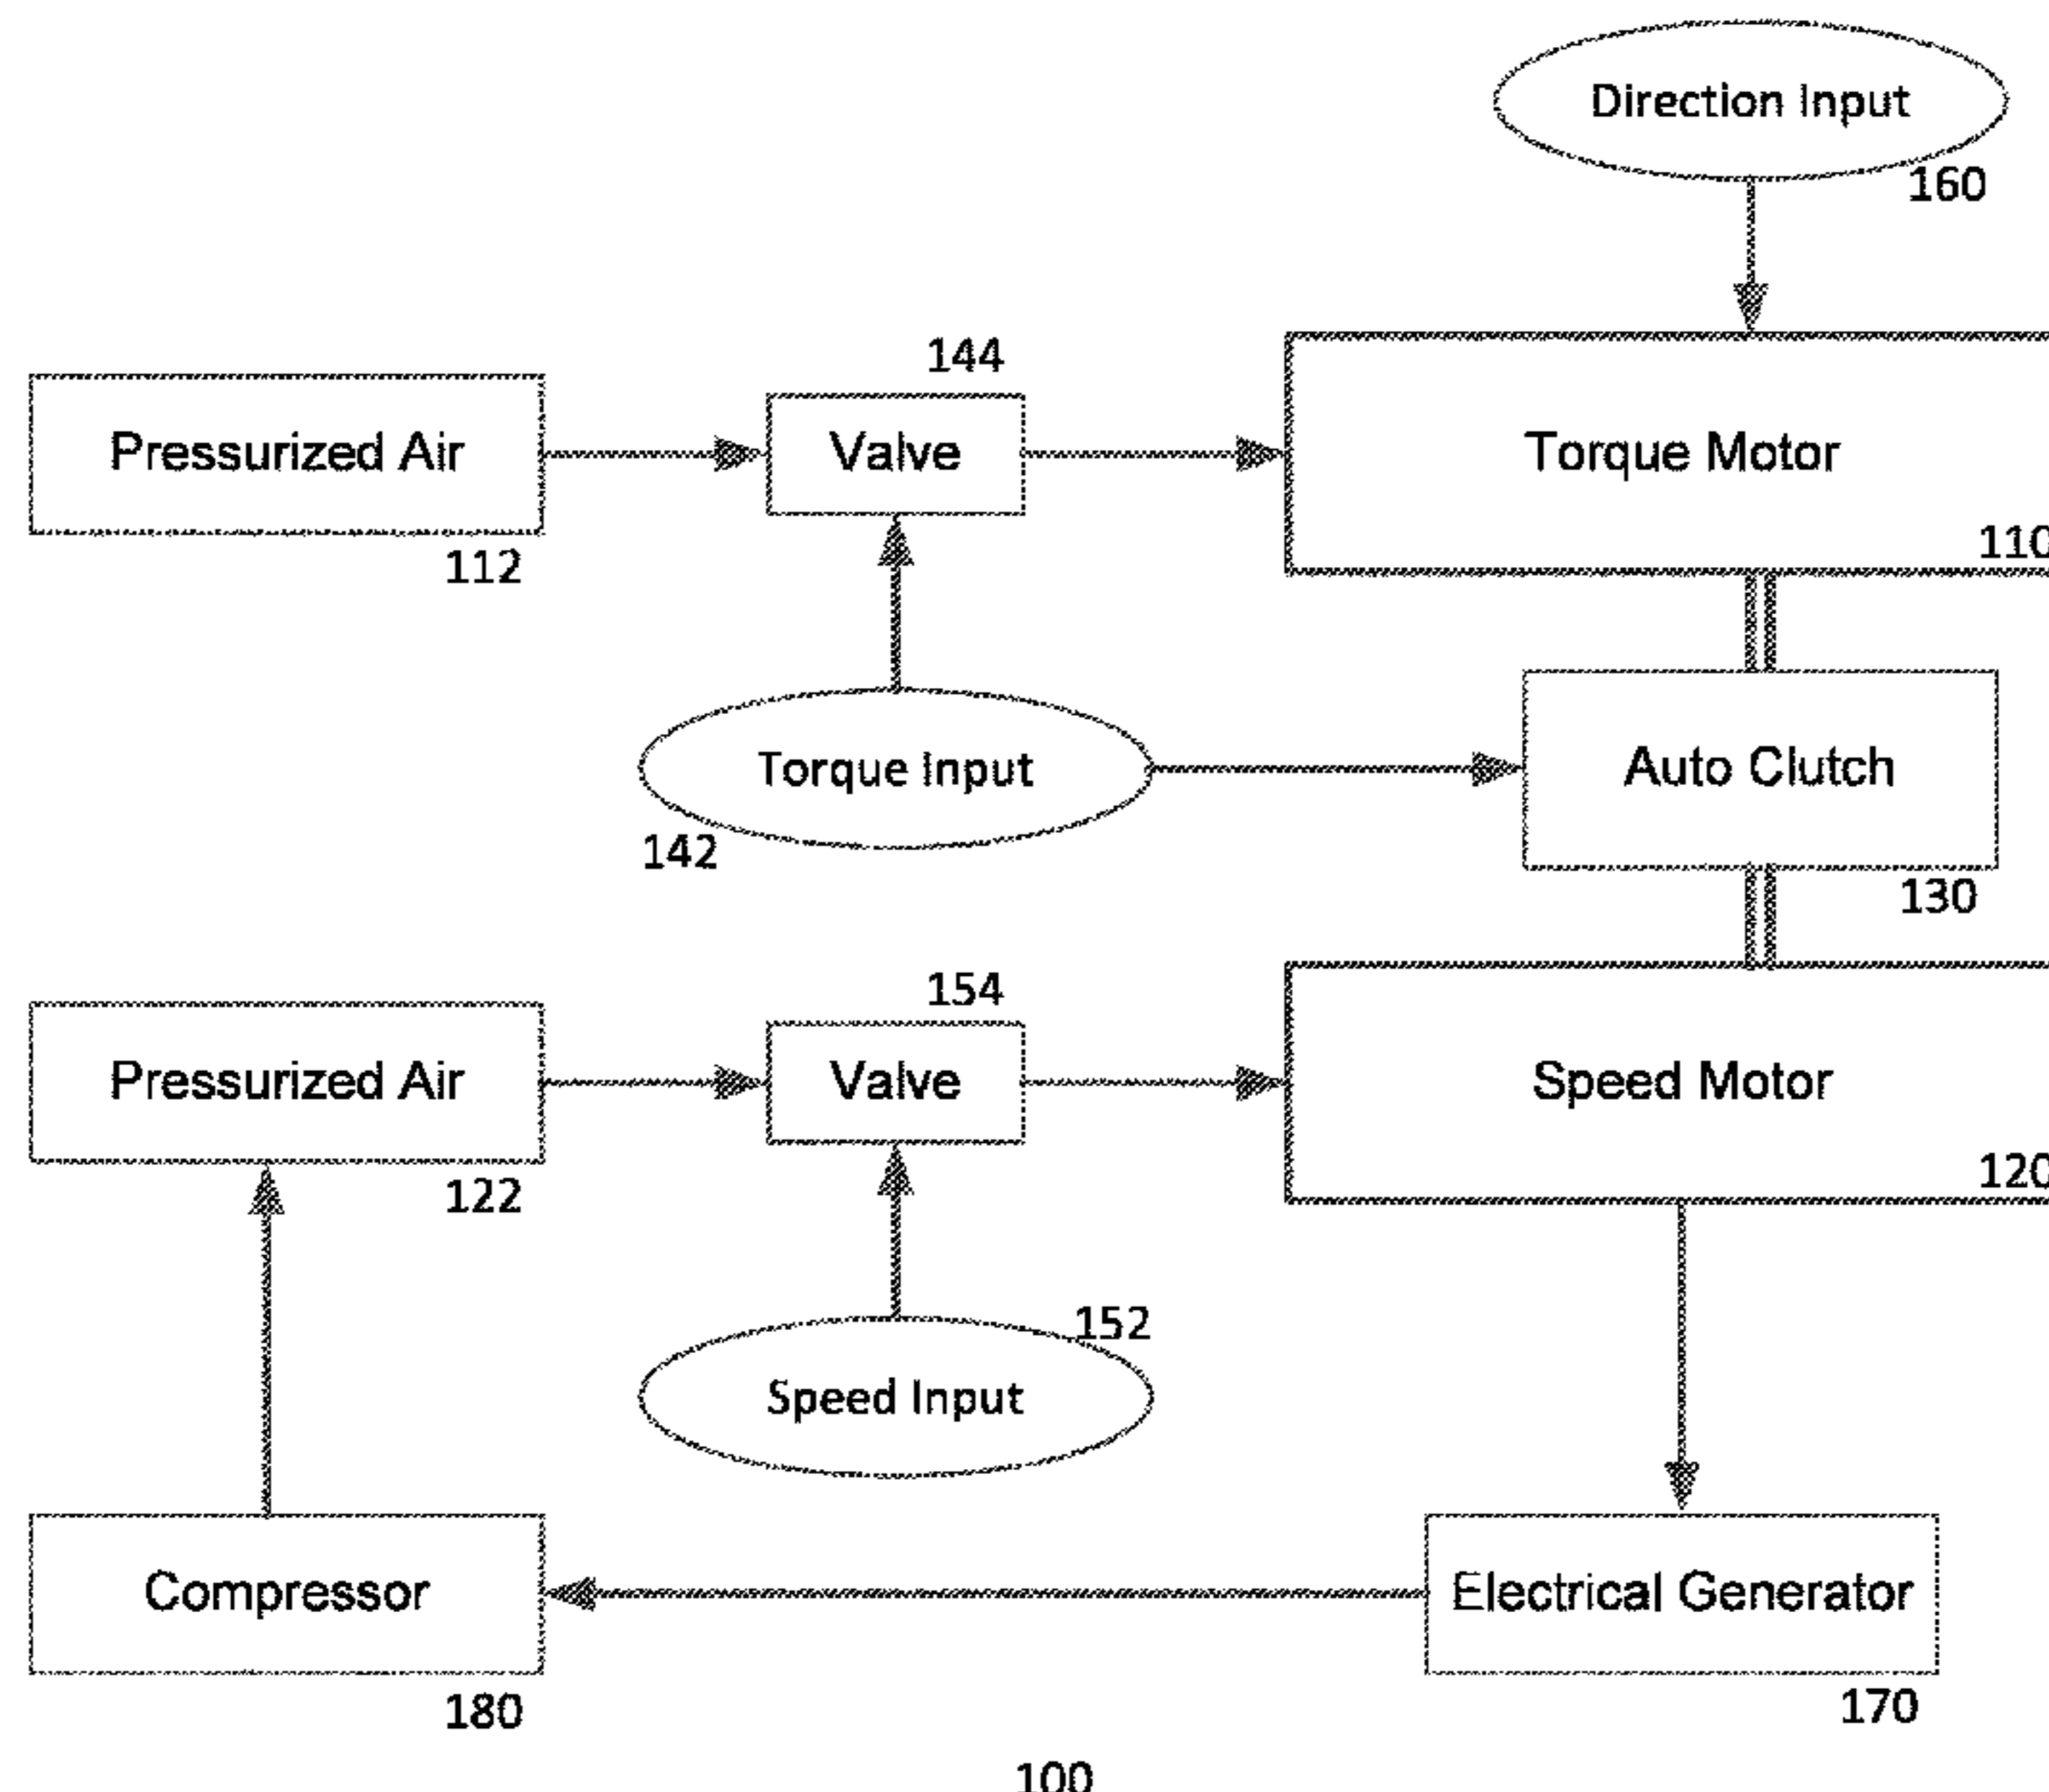 Direction Input
160
144
Pressurized Air
Valve
Torque Motor
110
112
Torque Input
Auto Clutch
142
130
154
Pressurized Air
Valve
Speed Motor
120
122
152
Speed Input
Compressor
Electrical Generator
180
170
100